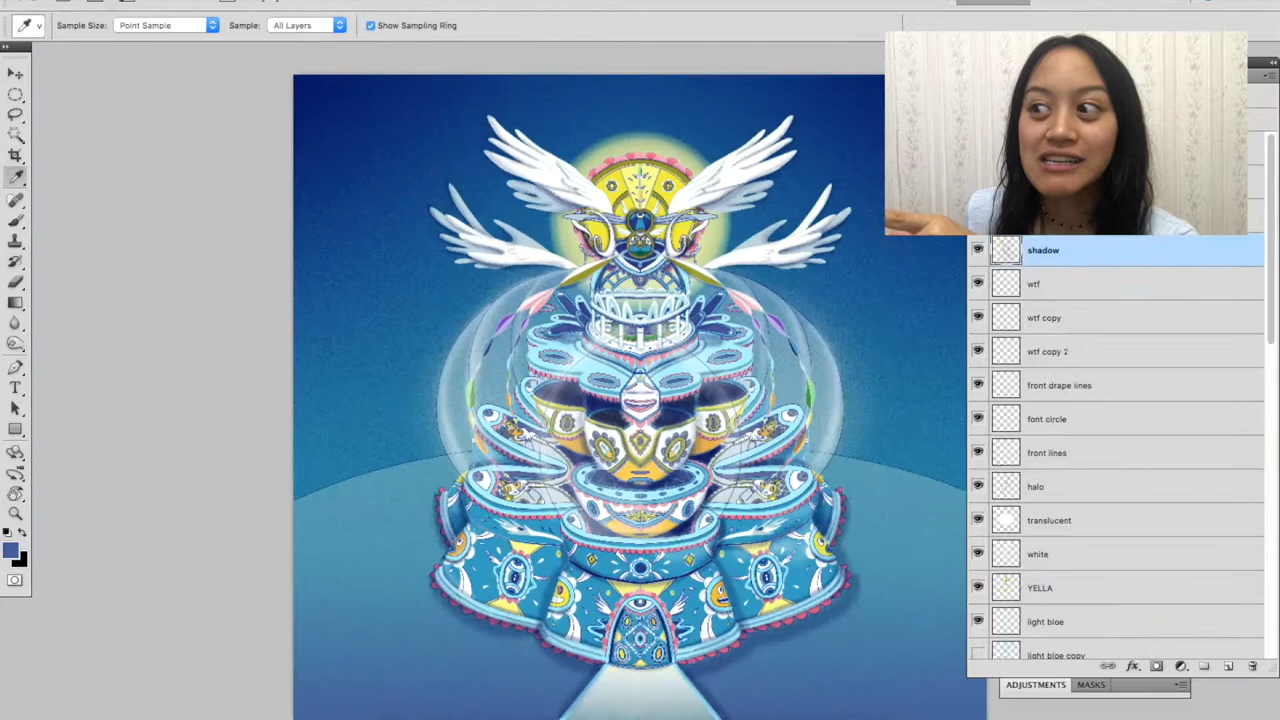 Sample Size: Point Sample Sample: All Layers Show Sampling Ring
shadow
wtf
wtf copy
wtf copy 2
front drape lines
font circle
front lines
halo
translucent
white
YELLA
light bloe
light bloe copy
fx
ADJUSTMENTS MASKS